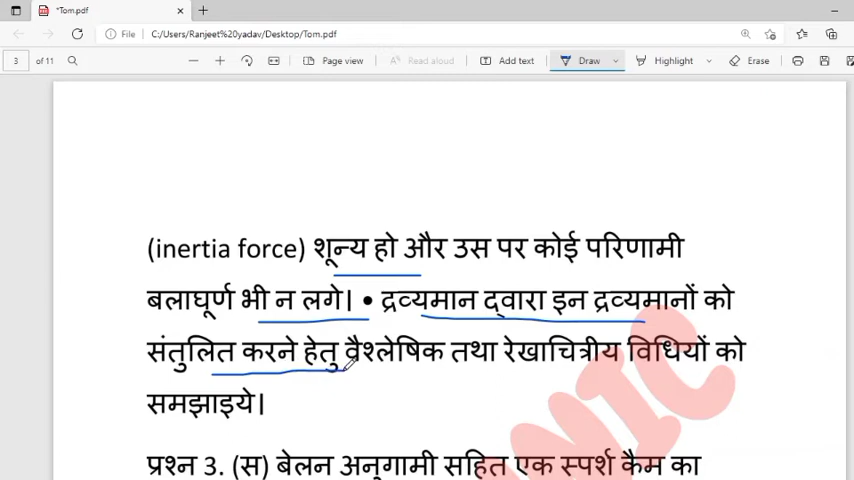 *Tom.pdf
File C:/Users/Ranjeet%20yadav/Desktop/Tom.pdf
3 of 11 Page view Read aloud Add text Draw Highlight Erase
(inertia force) शून्य हो और उस पर कोई परिणामी
बलाघूर्ण भी न लगे। • द्रव्यमान द्वारा इन द्रव्यमानों को
संतुलित करने हेतु वैश्लेषिक तथा रेखाचित्रीय विधियों को
समझाइये।
प्रश्न 3. (स) बेलन अनुगामी सहित एक स्पर्श कैम का